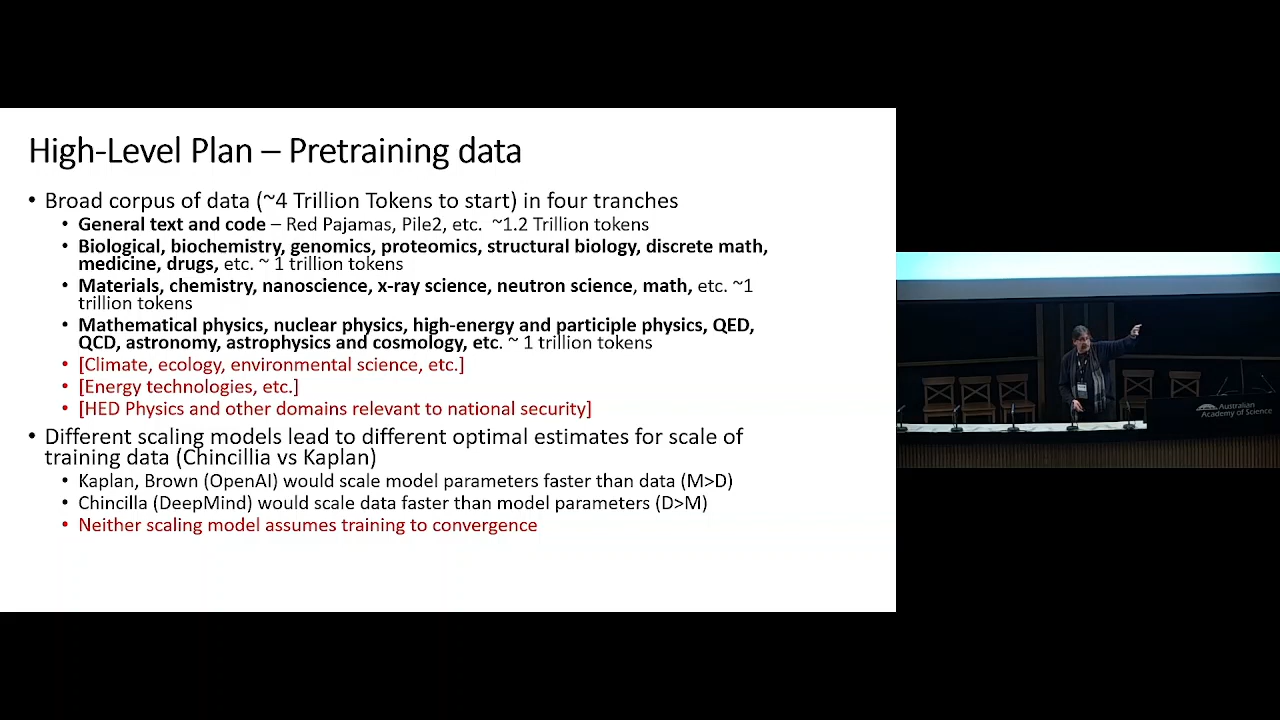 High-Level Plan – Pretraining data
• Broad corpus of data (~4 Trillion Tokens to start) in four tranches
• General text and code – Red Pajamas, Pile2, etc.  ~1.2 Trillion tokens
• Biological, biochemistry, genomics, proteomics, structural biology, discrete math,
medicine, drugs, etc. ~ 1 trillion tokens
• Materials, chemistry, nanoscience, x-ray science, neutron science, math, etc. ~1
trillion tokens
• Mathematical physics, nuclear physics, high-energy and participle physics, QED,
QCD, astronomy, astrophysics and cosmology, etc. ~ 1 trillion tokens
• [Climate, ecology, environmental science, etc.]
• [Energy technologies, etc.]
• [HED Physics and other domains relevant to national security]
• Different scaling models lead to different optimal estimates for scale of
training data (Chincillia vs Kaplan)
• Kaplan, Brown (OpenAI) would scale model parameters faster than data (M>D)
• Chincilla (DeepMind) would scale data faster than model parameters (D>M)
• Neither scaling model assumes training to convergence
Australian
Academy of Science